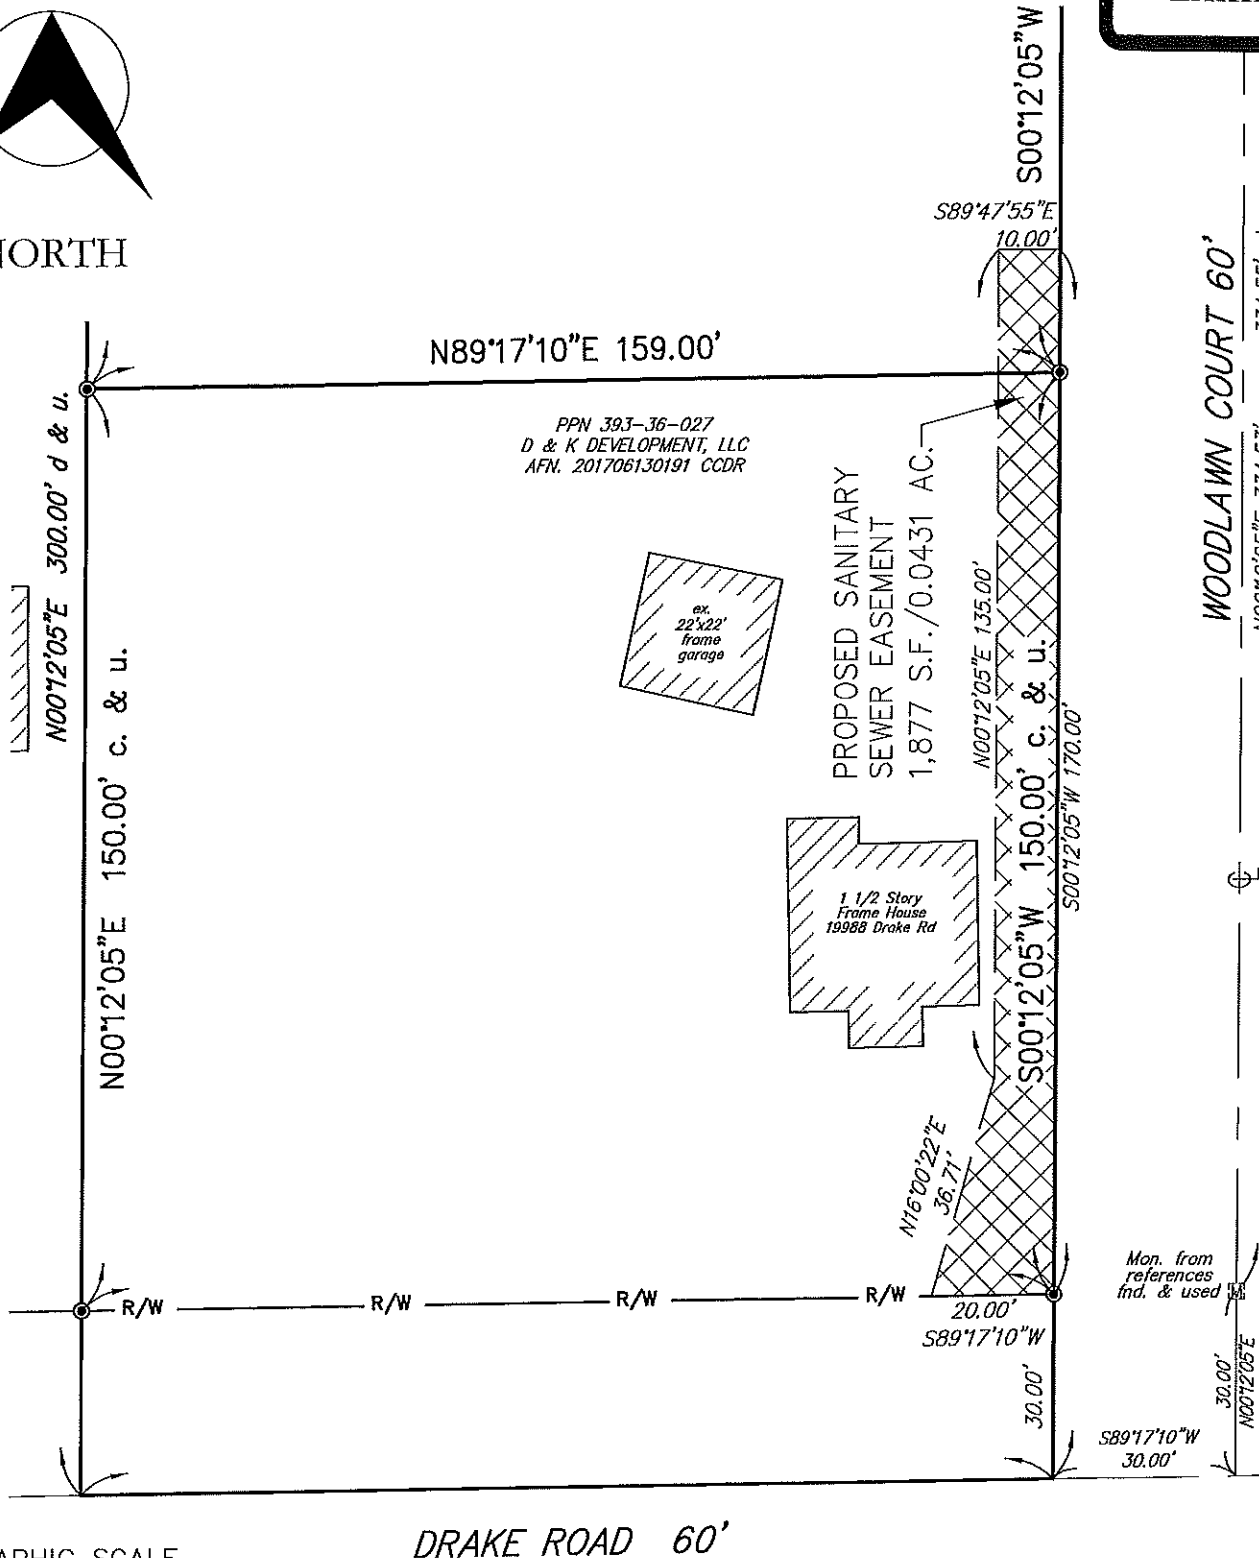 S00°12'05"W
NORTH
S89°47'55"E
10.00'
N89°17'10"E 159.00'
PPN 393-36-027
D & K DEVELOPMENT, LLC
AFN. 201706130191 CCDR
N00°12'05"E 300.00' d & u.
N00°12'05"E 150.00' c. & u.
ex.
22'x22'
frame
garage
PROPOSED SANITARY
SEWER EASEMENT
1,877 S.F./0.0431 AC.
N00°12'05"E 135.00'
S00°12'05"W 150.00' c. & u.
S00°12'05"W 170.00'
WOODLAWN COURT 60'
1 1/2 Story
Frame House
19988 Drake Rd
N16°00'22"E
36.71'
Mon. from
references
fnd. & used
R/W R/W R/W R/W
20.00'
S89°17'10"W
30.00'
30.00'
N00°12'05"E
S89°17'10"W
30.00'
DRAKE ROAD 60'
SCALE